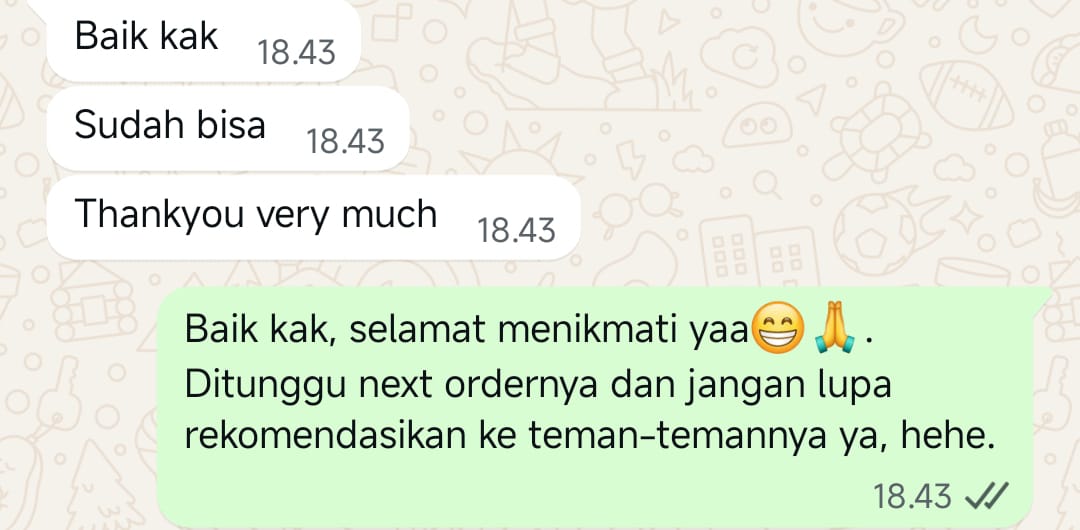 Baik kak 18.43
Sudah bisa 18.43
Thankyou very much 18.43
Baik kak, selamat menikmati yaa😁🙏.
Ditunggu next ordernya dan jangan lupa
rekomendasikan ke teman-temannya ya, hehe.
18.43